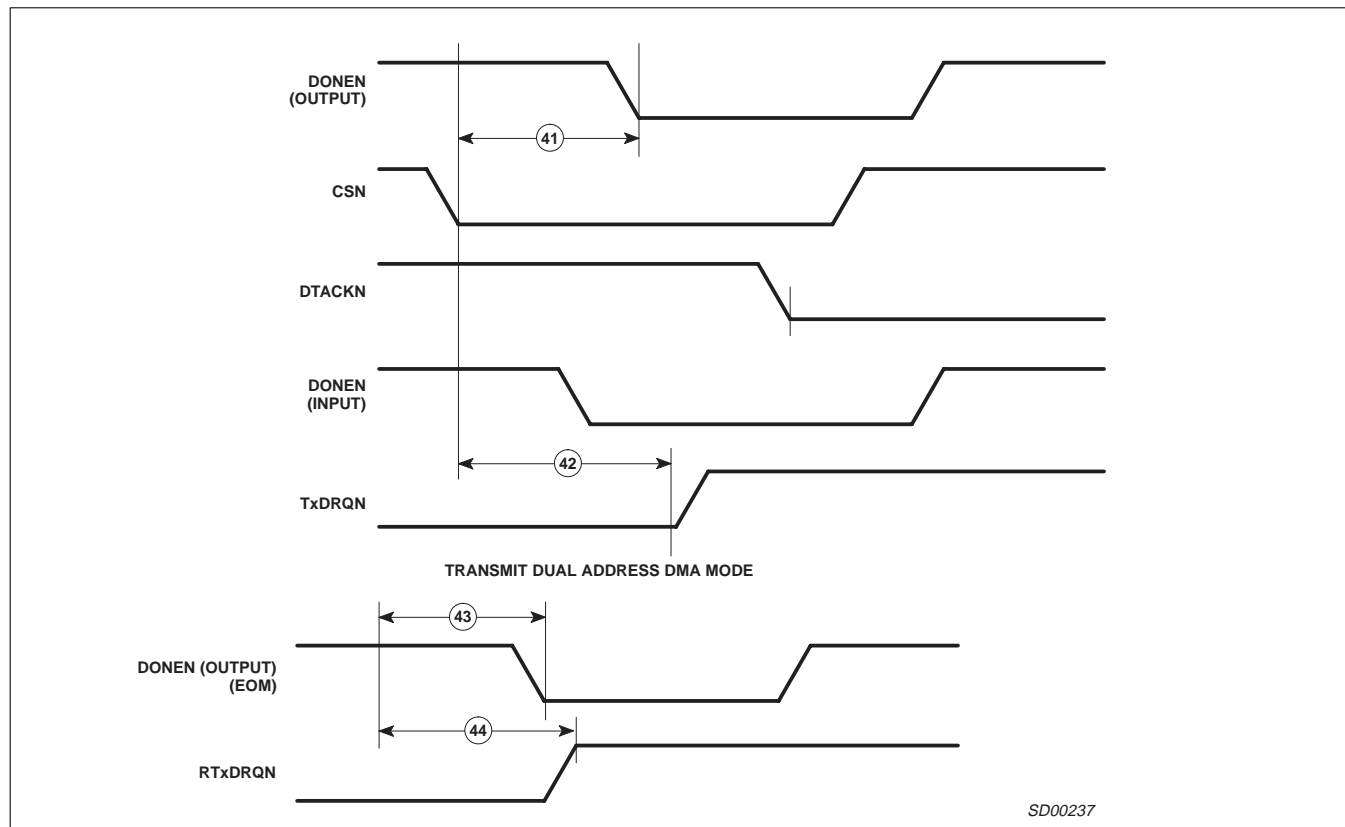 DONEN
(OUTPUT)
41
CSN
DTACKN
DONEN
(INPUT)
42
TxDRQN
TRANSMIT DUAL ADDRESS DMA MODE
43
DONEN (OUTPUT)
(EOM)
44
RTxDRQN
SD00237